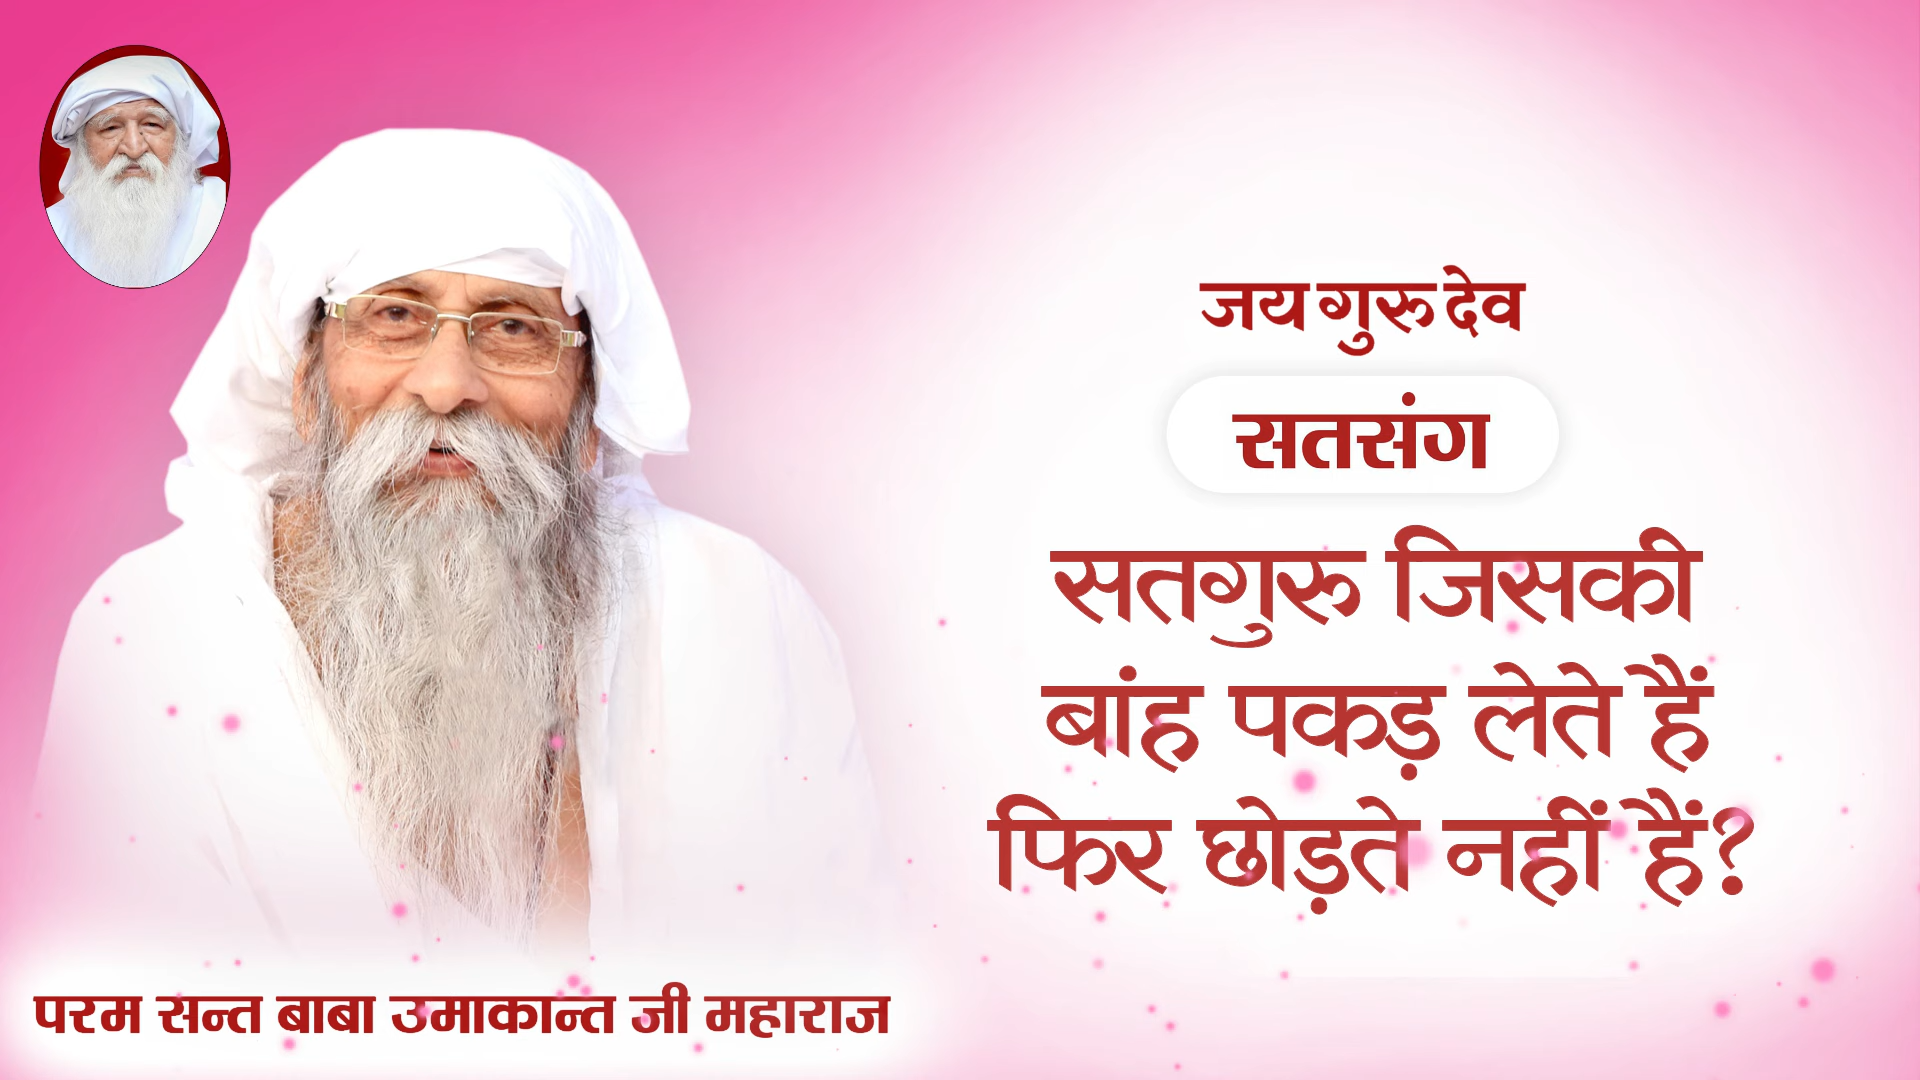 जय गुरु देव
सतसंग
सतगुरु जिसकी
बांह पकड़ लेते हैं
फिर छोड़ते नहीं हैं?
परम सन्त बाबा उमाकान्त जी महाराज